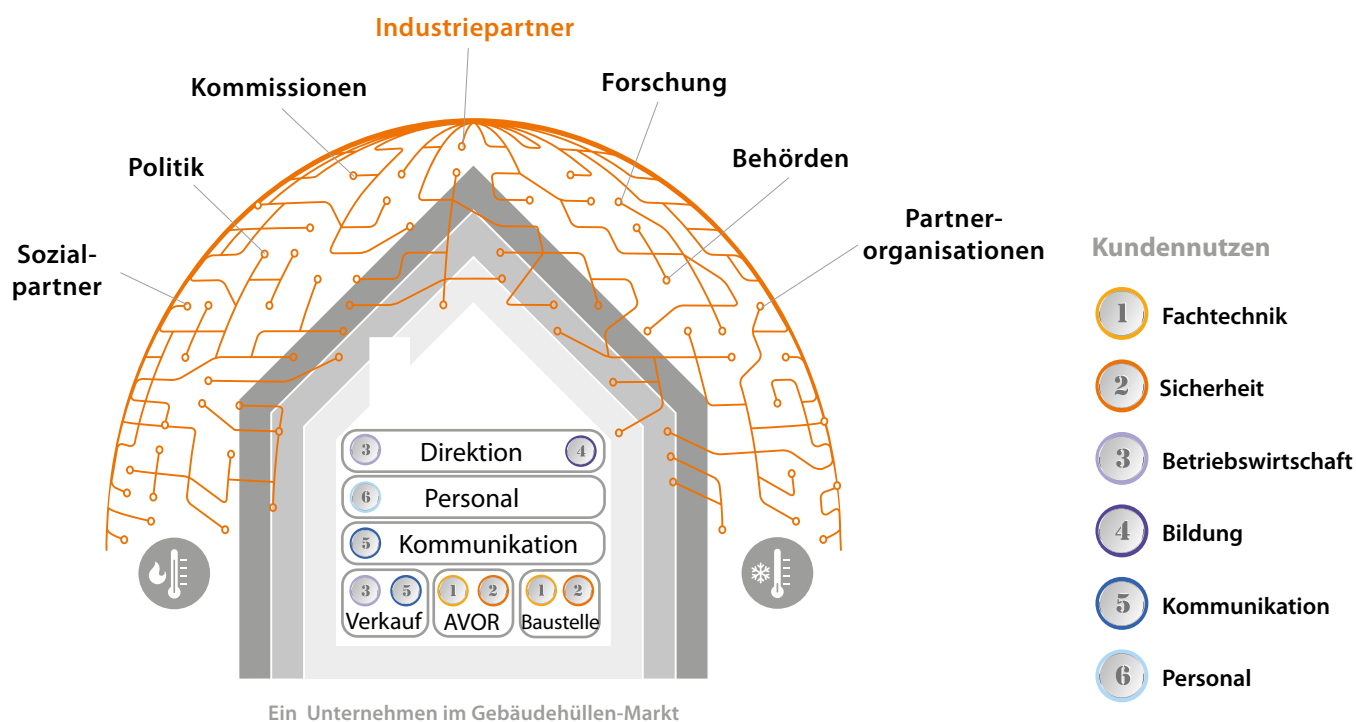 Industriepartner
Kommissionen
Forschung
Politik
Behörden
Sozial-
partner
Partner-
organisationen
3 Direktion 4
6 Personal
5 Kommunikation
3 5
Verkauf
1 2
AVOR
1 2
Baustelle
Ein Unternehmen im Gebäudehüllen-Markt
Kundennutzen
1 Fachtechnik
2 Sicherheit
3 Betriebswirtschaft
4 Bildung
5 Kommunikation
6 Personal